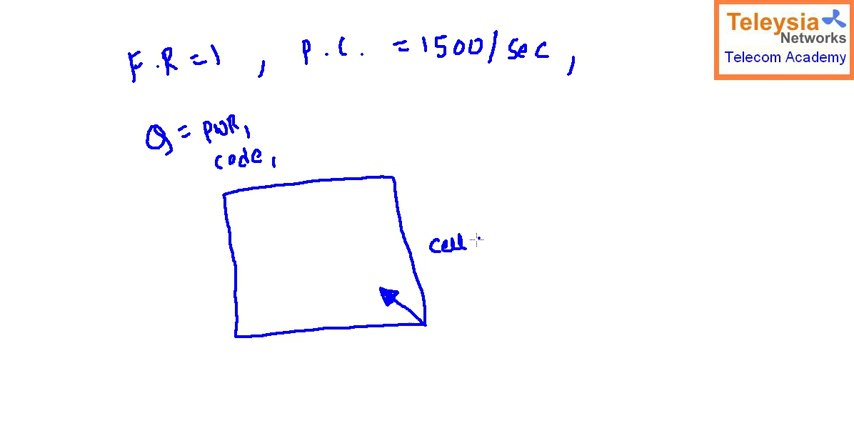 Teleysia
Networks
Telecom Academy
F.R=1 , P.C. =1500/sec,
Q= PWR,
code,
cell